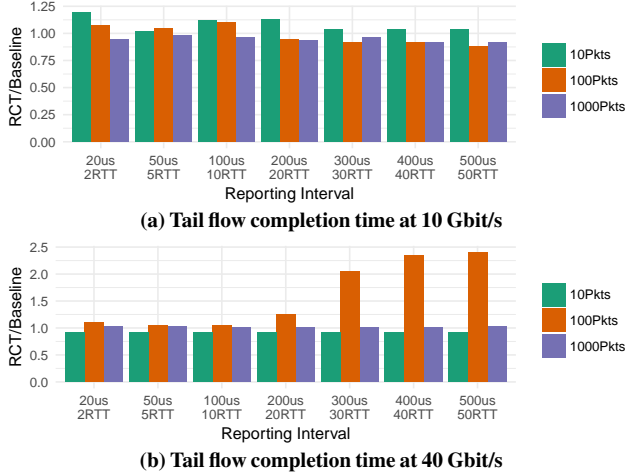 1.25
1.00
0.75
0.50
0.25
0.00
RCT/Baseline
20us 50us 100us 200us 300us 400us 500us
2RTT 5RTT 10RTT 20RTT 30RTT 40RTT 50RTT
Reporting Interval
10Pkts
100Pkts
1000Pkts
(a) Tail flow completion time at 10 Gbit/s
2.5
2.0
1.5
1.0
0.5
0.0
RCT/Baseline
20us 50us 100us 200us 300us 400us 500us
2RTT 5RTT 10RTT 20RTT 30RTT 40RTT 50RTT
Reporting Interval
10Pkts
100Pkts
1000Pkts
(b) Tail flow completion time at 40 Gbit/s